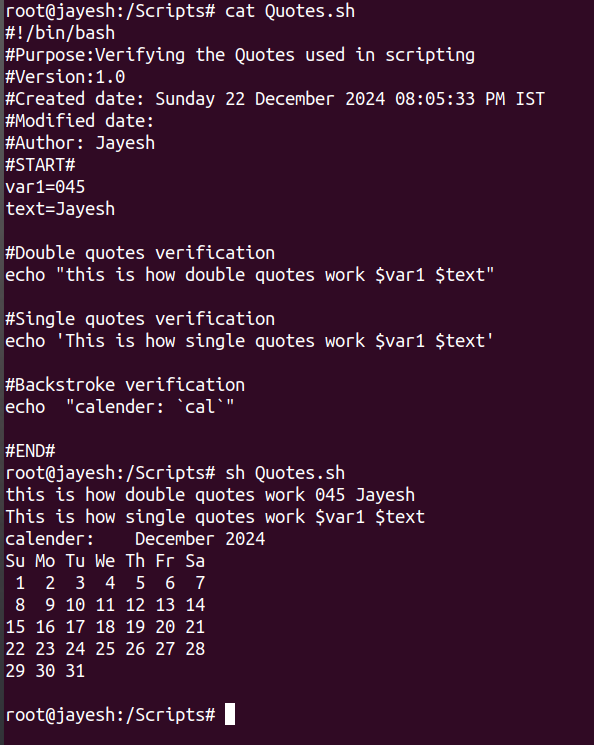 root@jayesh:/Scripts# cat Quotes.sh
#!/bin/bash
#Purpose:Verifying the Quotes used in scripting
#Version:1.0
#Created date: Sunday 22 December 2024 08:05:33 PM IST
#Modified date:
#Author: Jayesh
#START#
var1=045
text=Jayesh
#Double quotes verification
echo "this is how double quotes work $var1 $text"
#Single quotes verification
echo 'This is how single quotes work $var1 $text'
#Backstroke verification
echo  "calender: `cal`"
#END#
root@jayesh:/Scripts# sh Quotes.sh
this is how double quotes work 045 Jayesh
This is how single quotes work $var1 $text
calender:    December 2024
Su Mo Tu We Th Fr Sa
 1  2  3  4  5  6  7
 8  9 10 11 12 13 14
15 16 17 18 19 20 21
22 23 24 25 26 27 28
29 30 31
root@jayesh:/Scripts#